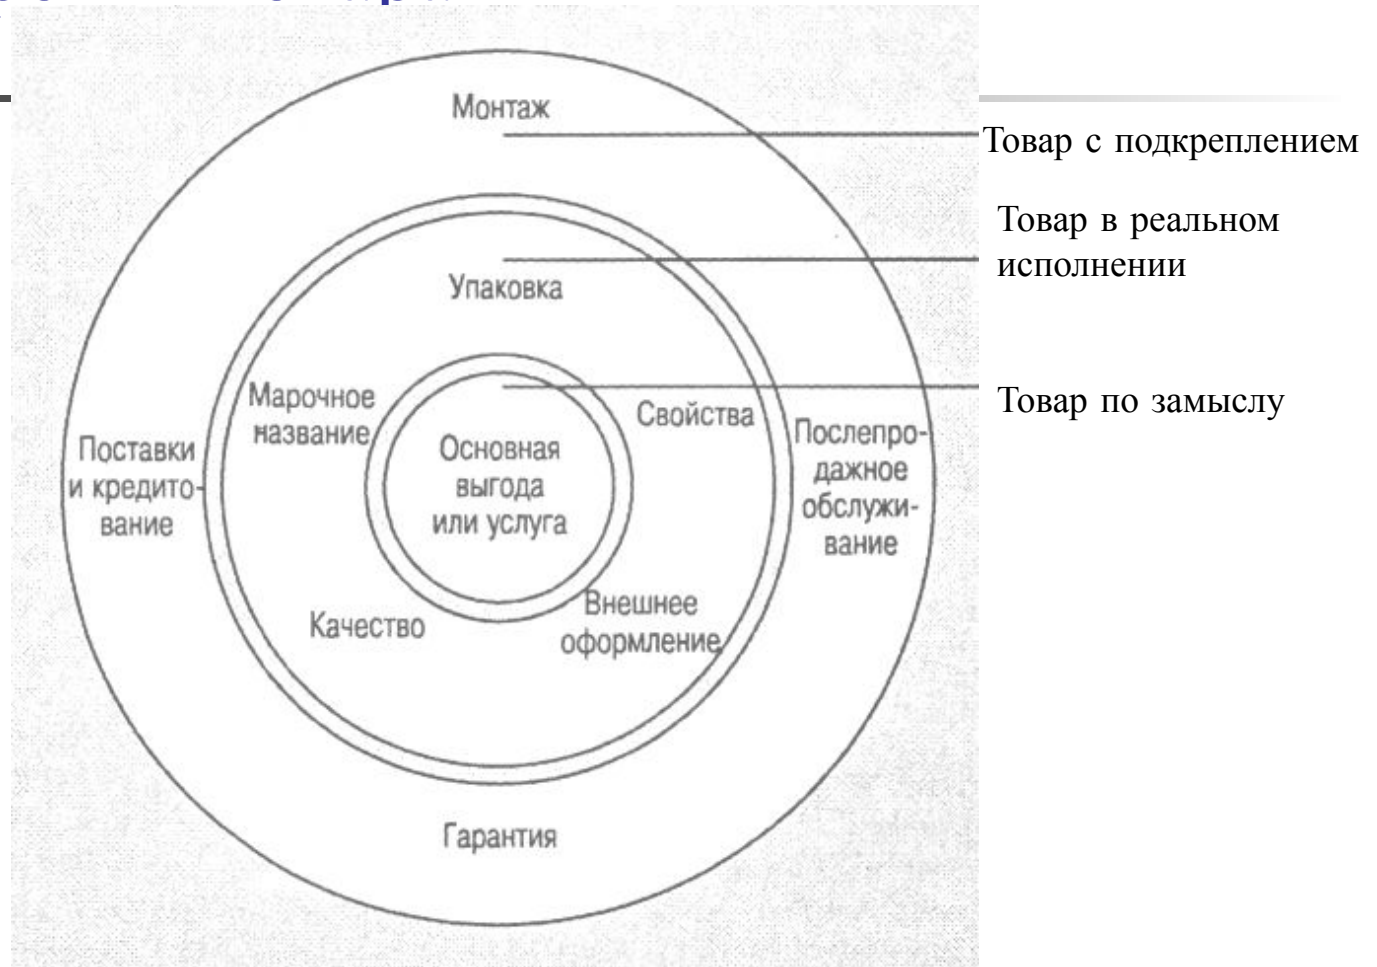 Монтаж
Товар с подкреплением
Товар в реальном
исполнении
Упаковка
Марочное
название
Свойства
Товар по замыслу
Поставки
и кредито-
вание
Основная
выгода
или услуга
Послепро-
дажное
обслужи-
вание
Качество
Внешнее
оформление
Гарантия